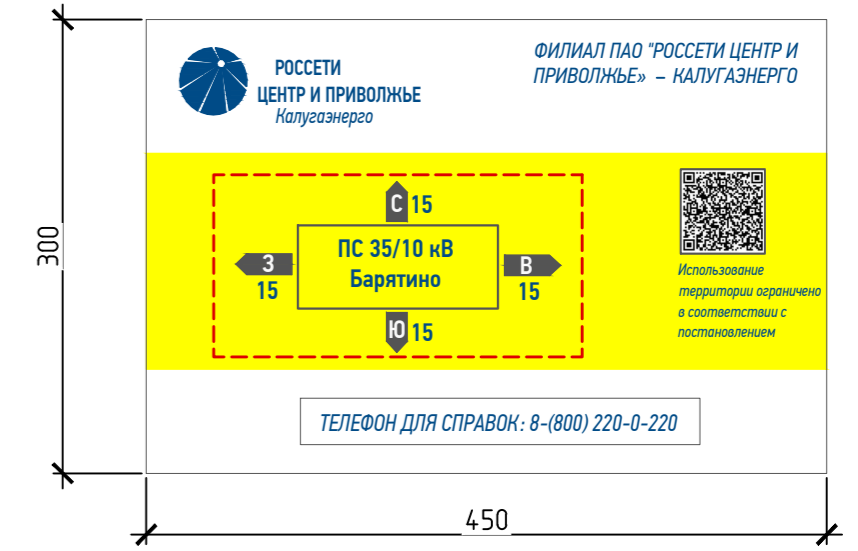 РОССЕТИ
ЦЕНТР И ПРИВОЛЖЬЕ
Калугаэнерго
ФИЛИАЛ ПАО "РОССЕТИ ЦЕНТР И
ПРИВОЛЖЬЕ» – КАЛУГАЭНЕРГО
300
С 15
ПС 35/10 кВ
Барятино
З
15
В
15
Ю 15
Использование
территории ограничено
в соответствии с
постановлением
ТЕЛЕФОН ДЛЯ СПРАВОК: 8-(800) 220-0-220
450